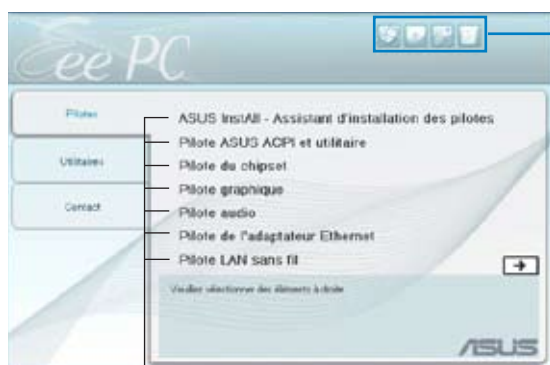 Eee PC
Pilotes
Utilitaires
Contact
ASUS InstAll - Assistant d'installation des pilotes
Pilote ASUS ACPI et utilitaire
Pilote du chipset
Pilote graphique
Pilote audio
Pilote de l'adaptateur Ethernet
Pilote LAN sans fil
Veuillez sélectionner des éléments à droite
ASUS